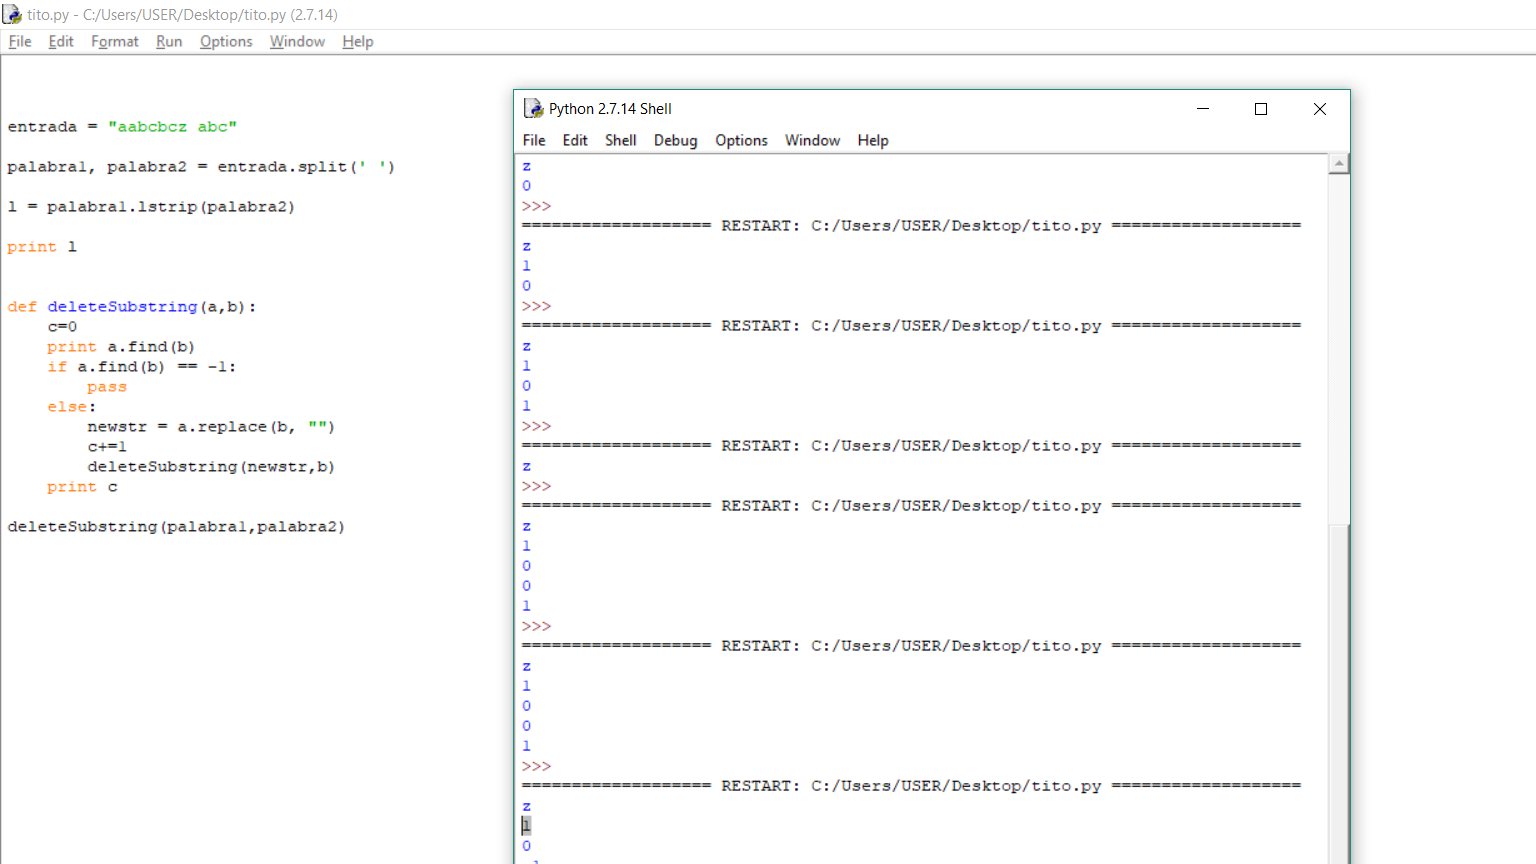 tito.py - C:/Users/USER/Desktop/tito.py (2.7.14)
File Edit Format Run Options Window Help
entrada = "aabcbcz abc"
palabra1, palabra2 = entrada.split(' ')
l = palabra1.lstrip(palabra2)
print l
def deleteSubstring(a,b):
    c=0
    print a.find(b)
    if a.find(b) == -1:
        pass
    else:
        newstr = a.replace(b, "")
        c+=1
        deleteSubstring(newstr,b)
    print c
deleteSubstring(palabra1,palabra2)
Python 2.7.14 Shell
File Edit Shell Debug Options Window Help
z
0
>>>
=================== RESTART: C:/Users/USER/Desktop/tito.py ===================
z
1
0
>>>
=================== RESTART: C:/Users/USER/Desktop/tito.py ===================
z
1
0
1
>>>
=================== RESTART: C:/Users/USER/Desktop/tito.py ===================
z
>>>
=================== RESTART: C:/Users/USER/Desktop/tito.py ===================
z
1
0
0
1
>>>
=================== RESTART: C:/Users/USER/Desktop/tito.py ===================
z
1
0
0
1
>>>
=================== RESTART: C:/Users/USER/Desktop/tito.py ===================
z
1
0